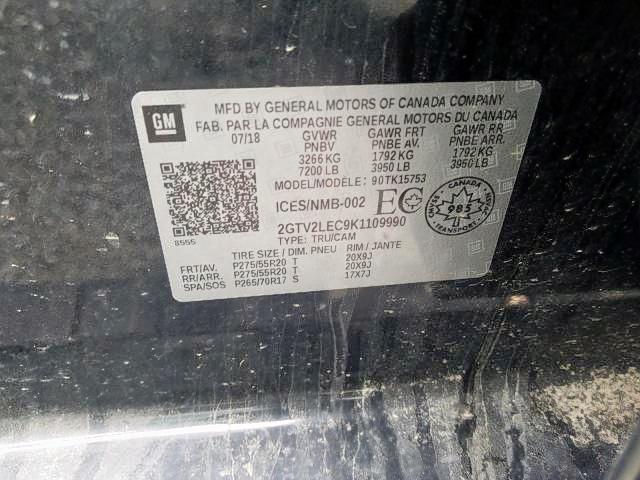 MFD BY GENERAL MOTORS OF CANADA COMPANY
FAB. PAR LA COMPAGNIE GENERAL MOTORS DU CANADA
GM
07/18 GVWR GAWR FRT GAWR RR
PNBV PNBE AV. PNBE ARR.
3266 KG 1792 KG 1792 KG
7200 LB 3950 LB 3950 LB
MODEL/MODÈLE: 90TK15753
ICES/NMB-002 EC
CANADA
985
8555
2GTV2LEC9K1109990
TYPE: TRU/CAM
TIRE SIZE / DIM. PNEU RIM / JANTE
FRT/AV. P275/55R20 T 20X9J
RR/ARR. P275/55R20 T 20X9J
SPA/SOS P265/70R17 S 17X7J